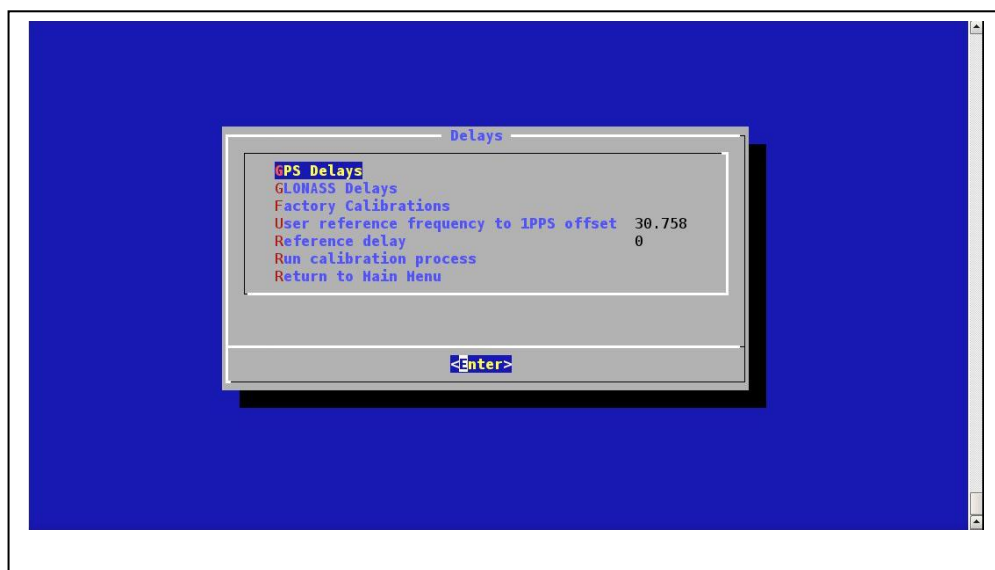 Delays
GPS Delays
GLONASS Delays
Factory Calibrations
User reference frequency to 1PPS offset 30.758
Reference delay 0
Run calibration process
Return to Main Menu
<Enter>